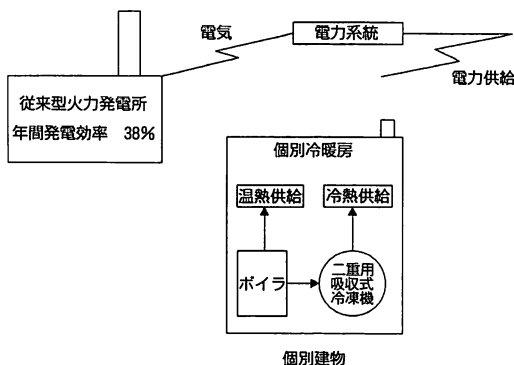 電気
電力系統
電力供給
従来型火力発電所
年間発電効率 38%
個別冷暖房
温熱供給
冷熱供給
ボイラ
二重用
吸収式
冷凍機
個別建物